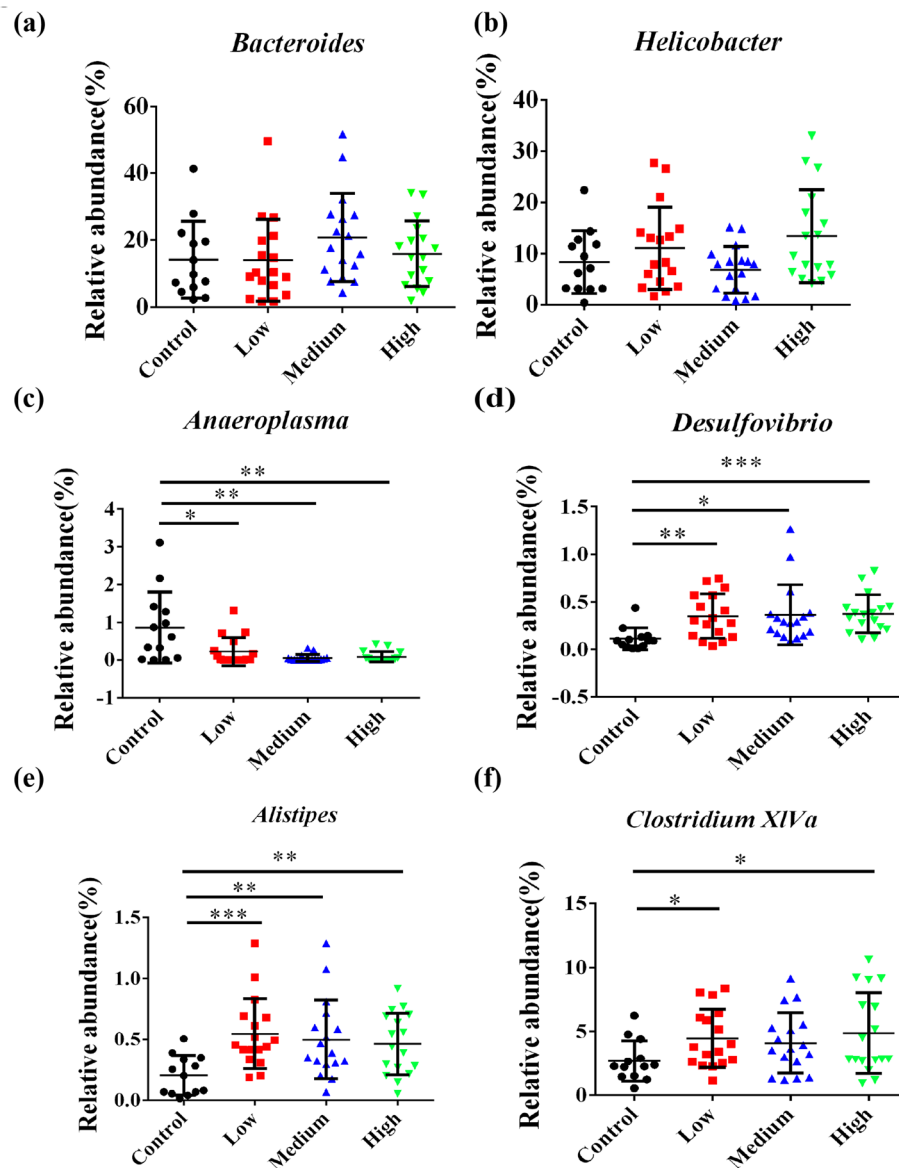 (a)
Bacteroides
Relative abundance(%)
60
40
20
0
Control
Low
Medium
High
(b)
Helicobacter
Relative abundance(%)
40
30
20
10
0
Control
Low
Medium
High
(c)
Anaeroplasma
Relative abundance(%)
**
**
*
4
3
2
1
0
-1
Control
Low
Medium
High
(d)
Desulfovibrio
Relative abundance(%)
***
*
**
1.5
1.0
0.5
0.0
-0.5
Control
Low
Medium
High
(e)
Alistipes
Relative abundance(%)
**
**
***
1.5
1.0
0.5
0.0
Control
Low
Medium
High
(f)
Clostridium XlVa
Relative abundance(%)
*
*
15
10
5
0
Control
Low
Medium
High